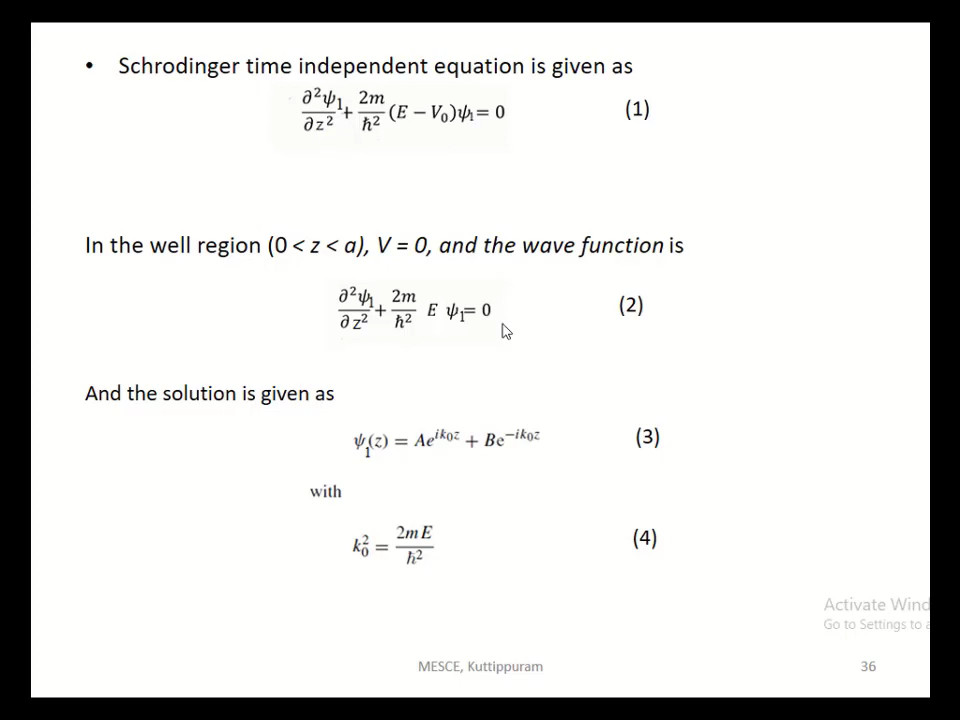 • Schrodinger time independent equation is given as
∂²ψ₁/∂z² + 2m/ħ² (E − V₀)ψ₁ = 0 (1)
In the well region (0 < z < a), V = 0, and the wave function is
∂²ψ₁/∂z² + 2m/ħ² E ψ₁ = 0 (2)
And the solution is given as
ψ₁(z) = Ae^{ik₀z} + Be^{−ik₀z} (3)
with
k₀² = 2mE/ħ² (4)
Activate Wind
Go to Settings to a
MESCE, Kuttippuram 36